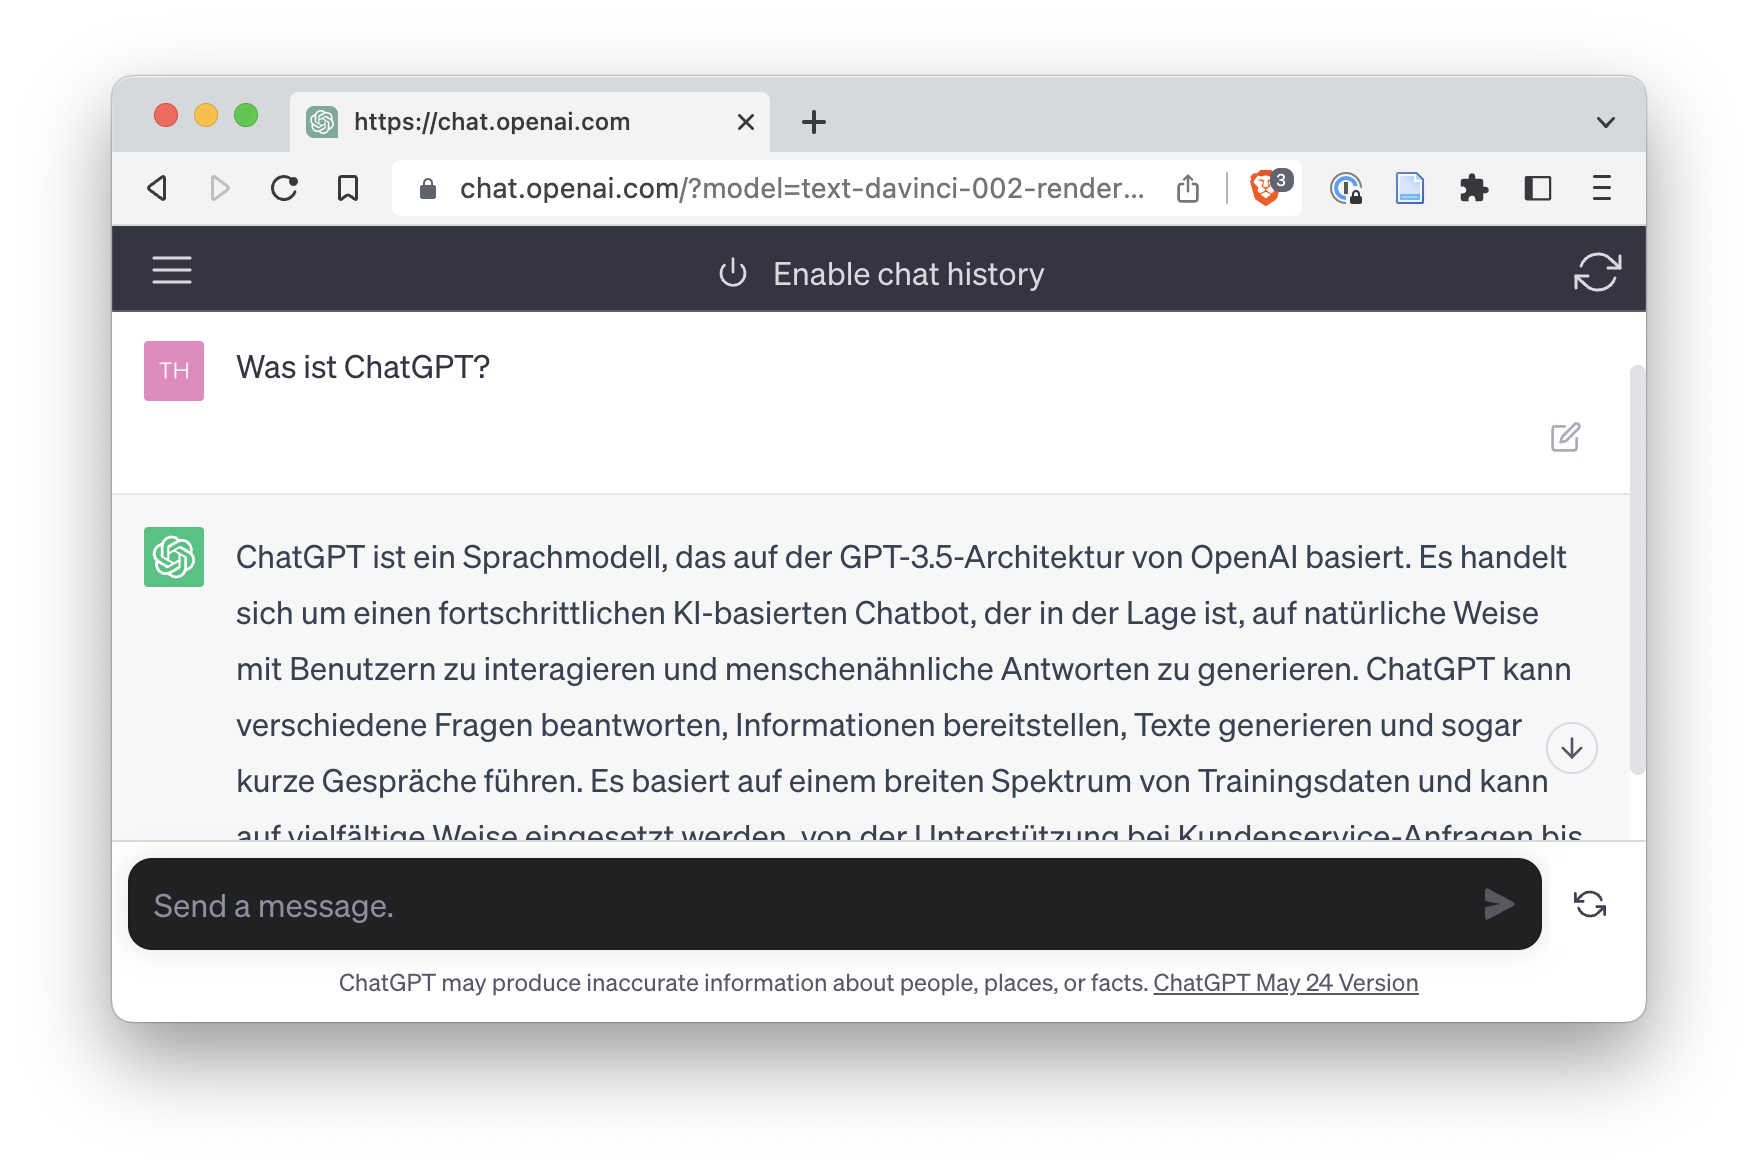 https://chat.openai.com
chat.openai.com/?model=text-davinci-002-render...
3
Enable chat history
TH
Was ist ChatGPT?
ChatGPT ist ein Sprachmodell, das auf der GPT-3.5-Architektur von OpenAI basiert. Es handelt
sich um einen fortschrittlichen KI-basierten Chatbot, der in der Lage ist, auf natürliche Weise
mit Benutzern zu interagieren und menschenähnliche Antworten zu generieren. ChatGPT kann
verschiedene Fragen beantworten, Informationen bereitstellen, Texte generieren und sogar
kurze Gespräche führen. Es basiert auf einem breiten Spektrum von Trainingsdaten und kann
auf vielfältige Weise eingesetzt werden, von der Unterstützung bei Kundenservice-Anfragen bis
Send a message.
ChatGPT may produce inaccurate information about people, places, or facts. ChatGPT May 24 Version